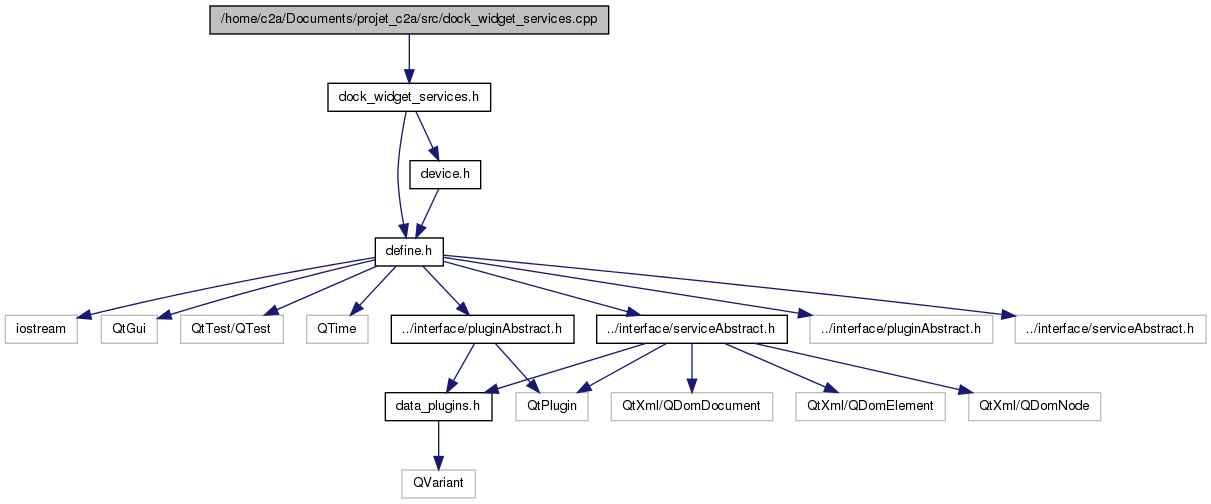 /home/c2a/Documents/projet_c2a/src/dock_widget_services.cpp
dock_widget_services.h
device.h
define.h
iostream
QtGui
QtTest/QTest
QTime
../interface/pluginAbstract.h
../interface/serviceAbstract.h
../interface/pluginAbstract.h
../interface/serviceAbstract.h
data_plugins.h
QtPlugin
QtXml/QDomDocument
QtXml/QDomElement
QtXml/QDomNode
QVariant